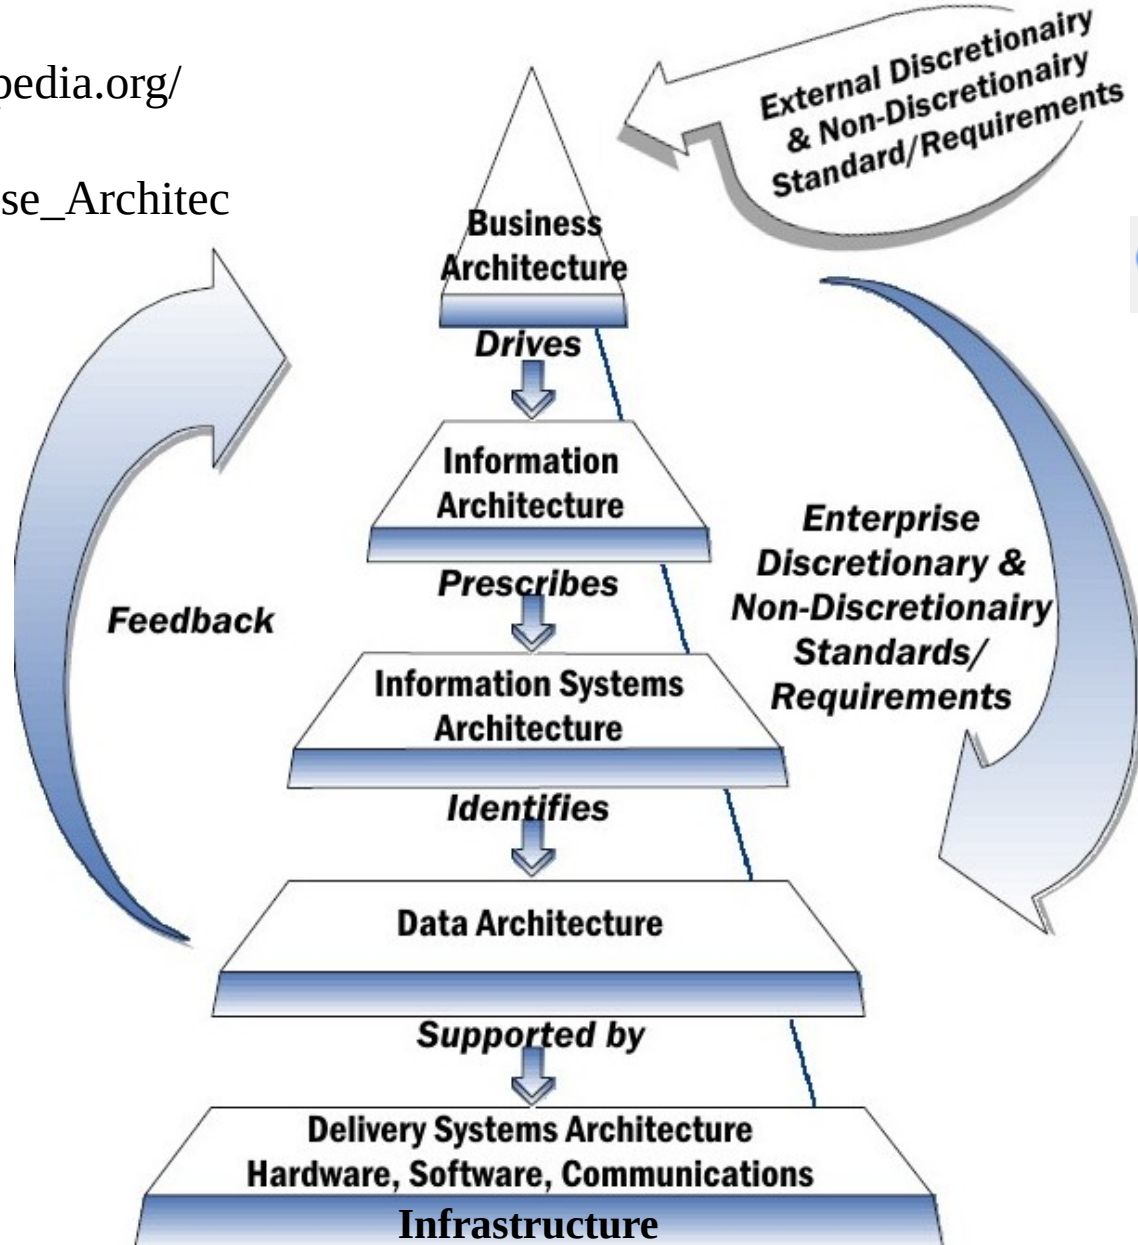 pedia.org/
se_Architec
External Discretionairy
& Non-Discretionairy
Standard/Requirements
Business
Architecture
Drives
Information
Architecture
Prescribes
Enterprise
Discretionary &
Non-Discretionairy
Standards/
Requirements
Feedback
Information Systems
Architecture
Identifies
Data Architecture
Supported by
Delivery Systems Architecture
Hardware, Software, Communications
Infrastructure